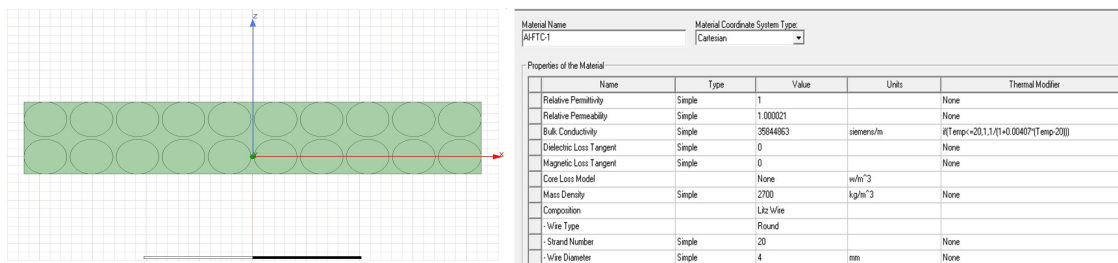 z
x
Material Name
Material Coordinate System Type:
Al-FTC-1
Cartesian
Properties of the Material
Name Type Value Units Thermal Modifier
Relative Permittivity Simple 1 None
Relative Permeability Simple 1.000021 None
Bulk Conductivity Simple 35844863 siemens/m if(Temp<=20,1,1/(1+0.00407*(Temp-20)))
Dielectric Loss Tangent Simple 0 None
Magnetic Loss Tangent Simple 0 None
Core Loss Model None w/m^3
Mass Density Simple 2700 kg/m^3 None
Composition Litz Wire
- Wire Type Round
- Strand Number Simple 20 None
- Wire Diameter Simple 4 mm None